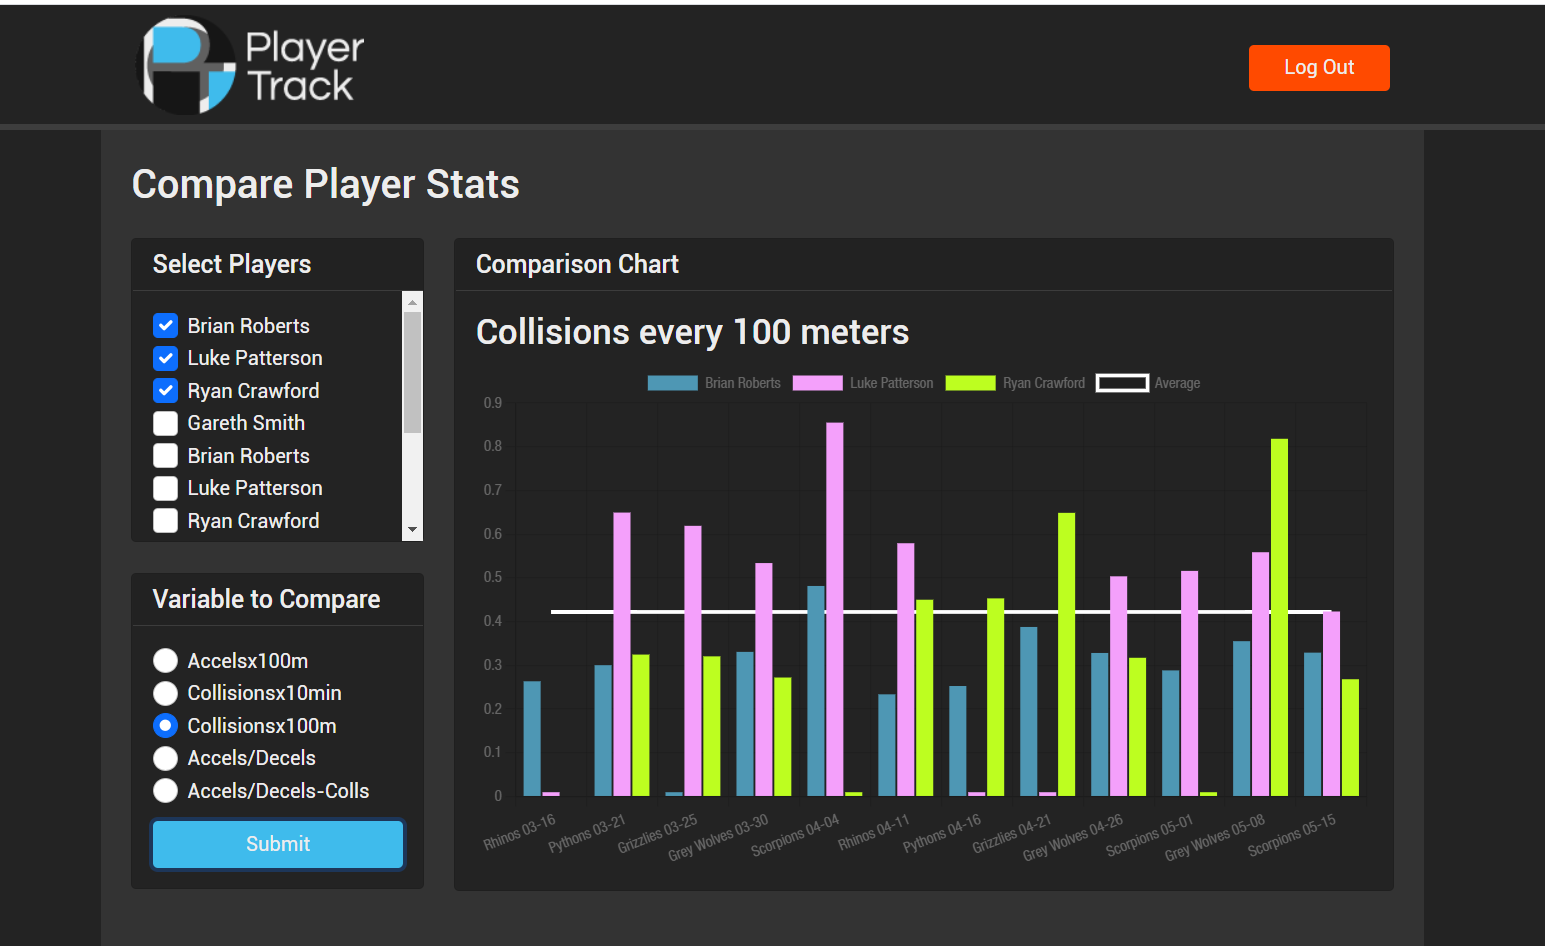 Player
Track
Log Out
Compare Player Stats
Select Players
Brian Roberts
Luke Patterson
Ryan Crawford
Gareth Smith
Brian Roberts
Luke Patterson
Ryan Crawford
Variable to Compare
Accelsx100m
Collisionsx10min
Collisionsx100m
Accels/Decels
Accels/Decels-Colls
Submit
Comparison Chart
Collisions every 100 meters
Brian Roberts Luke Patterson Ryan Crawford Average
0.9
0.8
0.7
0.6
0.5
0.4
0.3
0.2
0.1
0
Rhinos 03-16
Pythons 03-21
Grizzlies 03-25
Grey Wolves 03-30
Scorpions 04-04
Rhinos 04-11
Pythons 04-16
Grizzlies 04-21
Grey Wolves 04-26
Scorpions 05-01
Grey Wolves 05-08
Scorpions 05-15